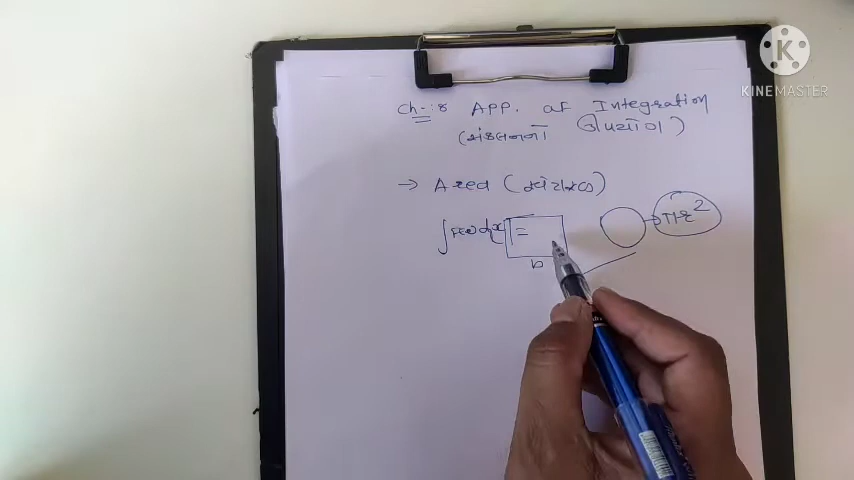 K
KINEMASTER
Ch-:8 APP. of Integration
(સંકલનનો ઉપયોગ)
→ Area (ક્ષેત્રફળ)
∫f(x)dx =
πr²
b